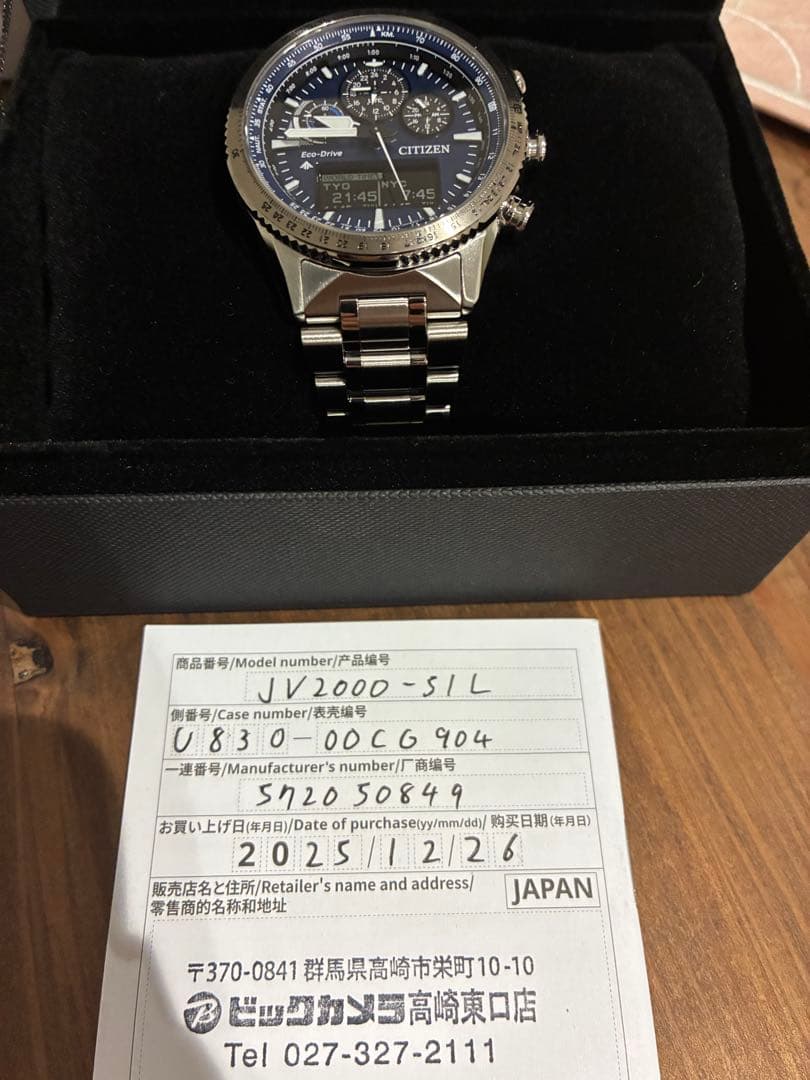 KM.
Eco-Drive
CITIZEN
WORLD TIME
TYO NYC
21:45 7:45
商品番号/Model number/产品编号
JV2000-51L
側番号/Case number/表壳编号
U830-00CG904
一連番号/Manufacturer's number/厂商编号
572050849
お買い上げ日(年月日)/Date of purchase(yy/mm/dd)/购买日期(年月日)
2025/12/26
販売店名と住所/Retailer's name and address/
零售商的名称和地址
JAPAN
〒370-0841 群馬県高崎市栄町10-10
ビックカメラ高崎東口店
Tel 027-327-2111